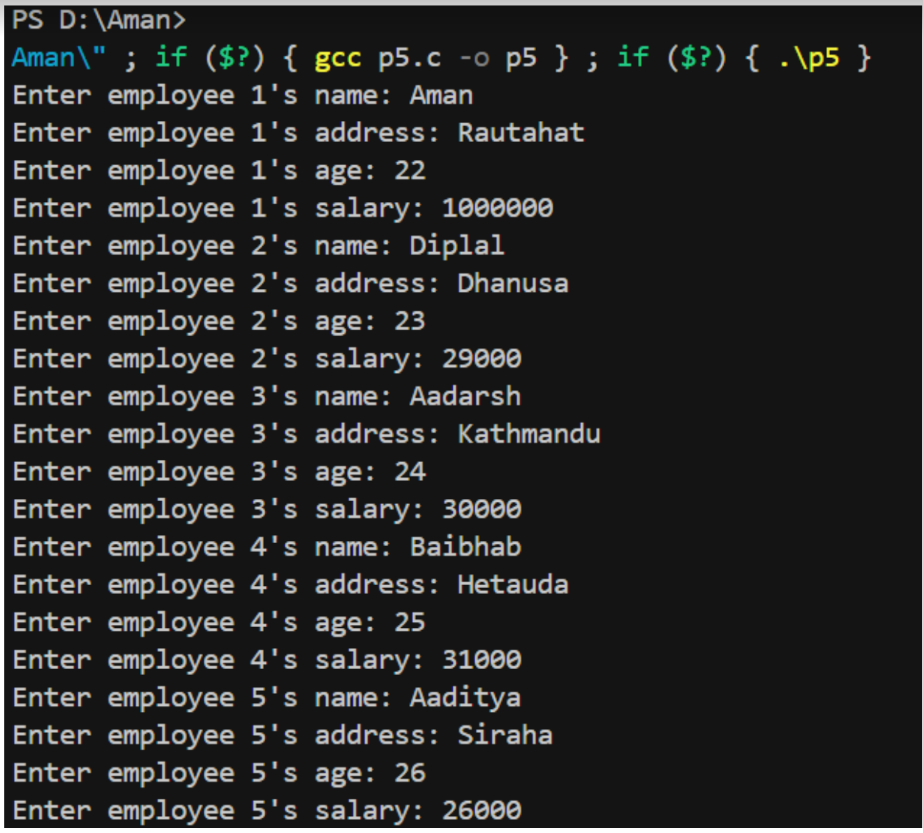 PS D:\Aman>
Aman\" ; if ($?) { gcc p5.c -o p5 } ; if ($?) { .\p5 }
Enter employee 1's name: Aman
Enter employee 1's address: Rautahat
Enter employee 1's age: 22
Enter employee 1's salary: 1000000
Enter employee 2's name: Diplal
Enter employee 2's address: Dhanusa
Enter employee 2's age: 23
Enter employee 2's salary: 29000
Enter employee 3's name: Aadarsh
Enter employee 3's address: Kathmandu
Enter employee 3's age: 24
Enter employee 3's salary: 30000
Enter employee 4's name: Baibhab
Enter employee 4's address: Hetauda
Enter employee 4's age: 25
Enter employee 4's salary: 31000
Enter employee 5's name: Aaditya
Enter employee 5's address: Siraha
Enter employee 5's age: 26
Enter employee 5's salary: 26000